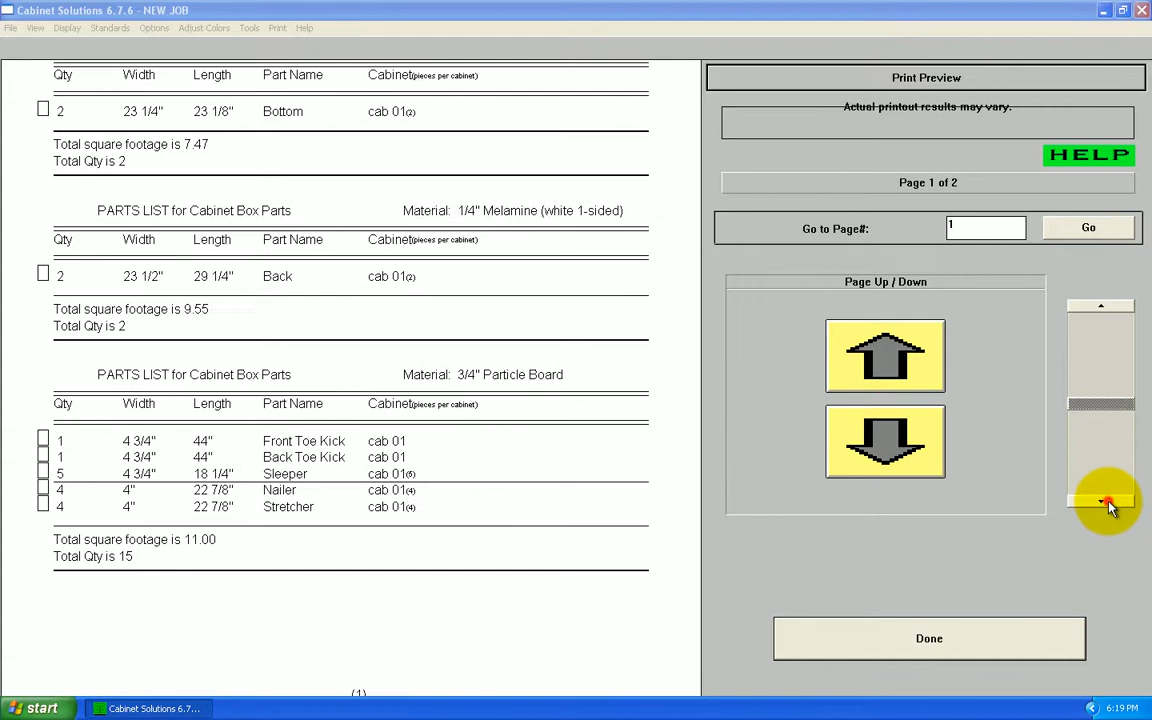 Cabinet Solutions 6.7.6 - NEW JOB
File View Display Standards Options Adjust Colors Tools Print Help
Qty Width Length Part Name Cabinet(pieces per cabinet)
2 23 1/4" 23 1/8" Bottom cab 01(2)
Total square footage is 7.47
Total Qty is 2
PARTS LIST for Cabinet Box Parts Material: 1/4" Melamine (white 1-sided)
Qty Width Length Part Name Cabinet(pieces per cabinet)
2 23 1/2" 29 1/4" Back cab 01(2)
Total square footage is 9.55
Total Qty is 2
PARTS LIST for Cabinet Box Parts Material: 3/4" Particle Board
Qty Width Length Part Name Cabinet(pieces per cabinet)
1 4 3/4" 44" Front Toe Kick cab 01
1 4 3/4" 44" Back Toe Kick cab 01
5 4 3/4" 18 1/4" Sleeper cab 01(5)
4 4" 22 7/8" Nailer cab 01(4)
4 4" 22 7/8" Stretcher cab 01(4)
Total square footage is 11.00
Total Qty is 15
(1)
Print Preview
Actual printout results may vary.
HELP
Page 1 of 2
Go to Page#: 1 Go
Page Up / Down
Done
start Cabinet Solutions 6.7... 6:19 PM